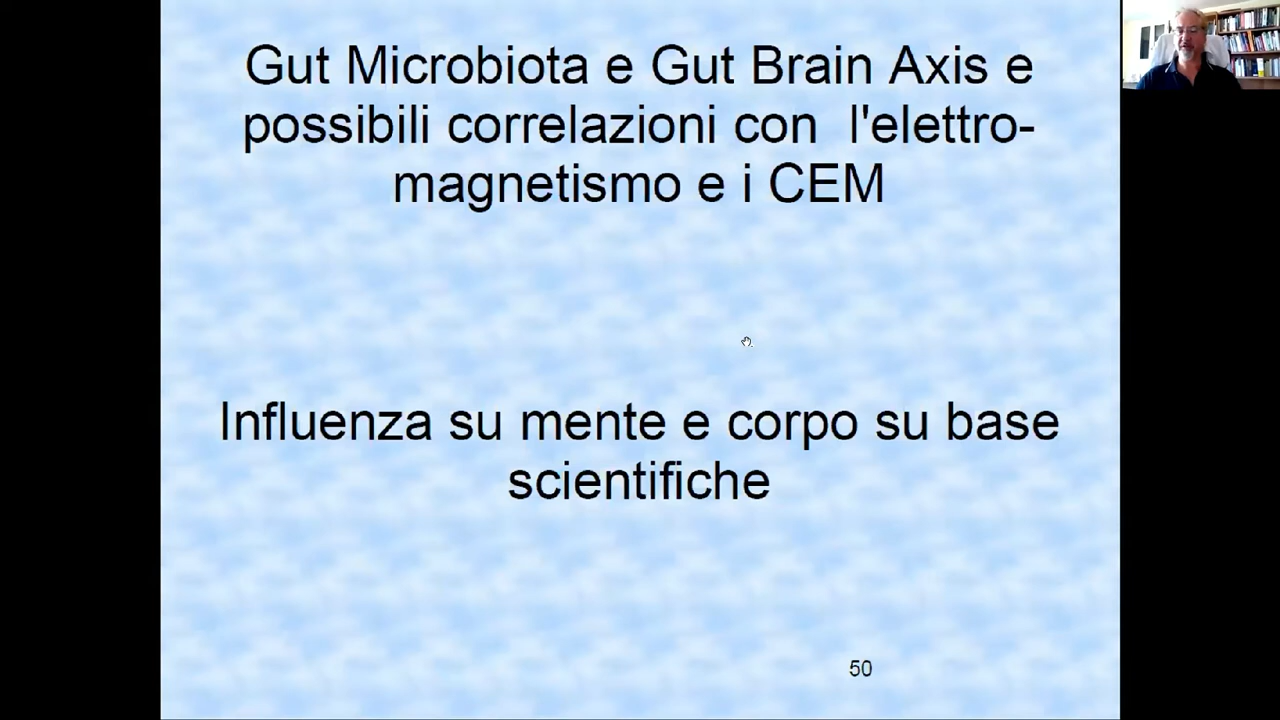 Gut Microbiota e Gut Brain Axis e
possibili correlazioni con l'elettro-
magnetismo e i CEM
Influenza su mente e corpo su base
scientifiche
50